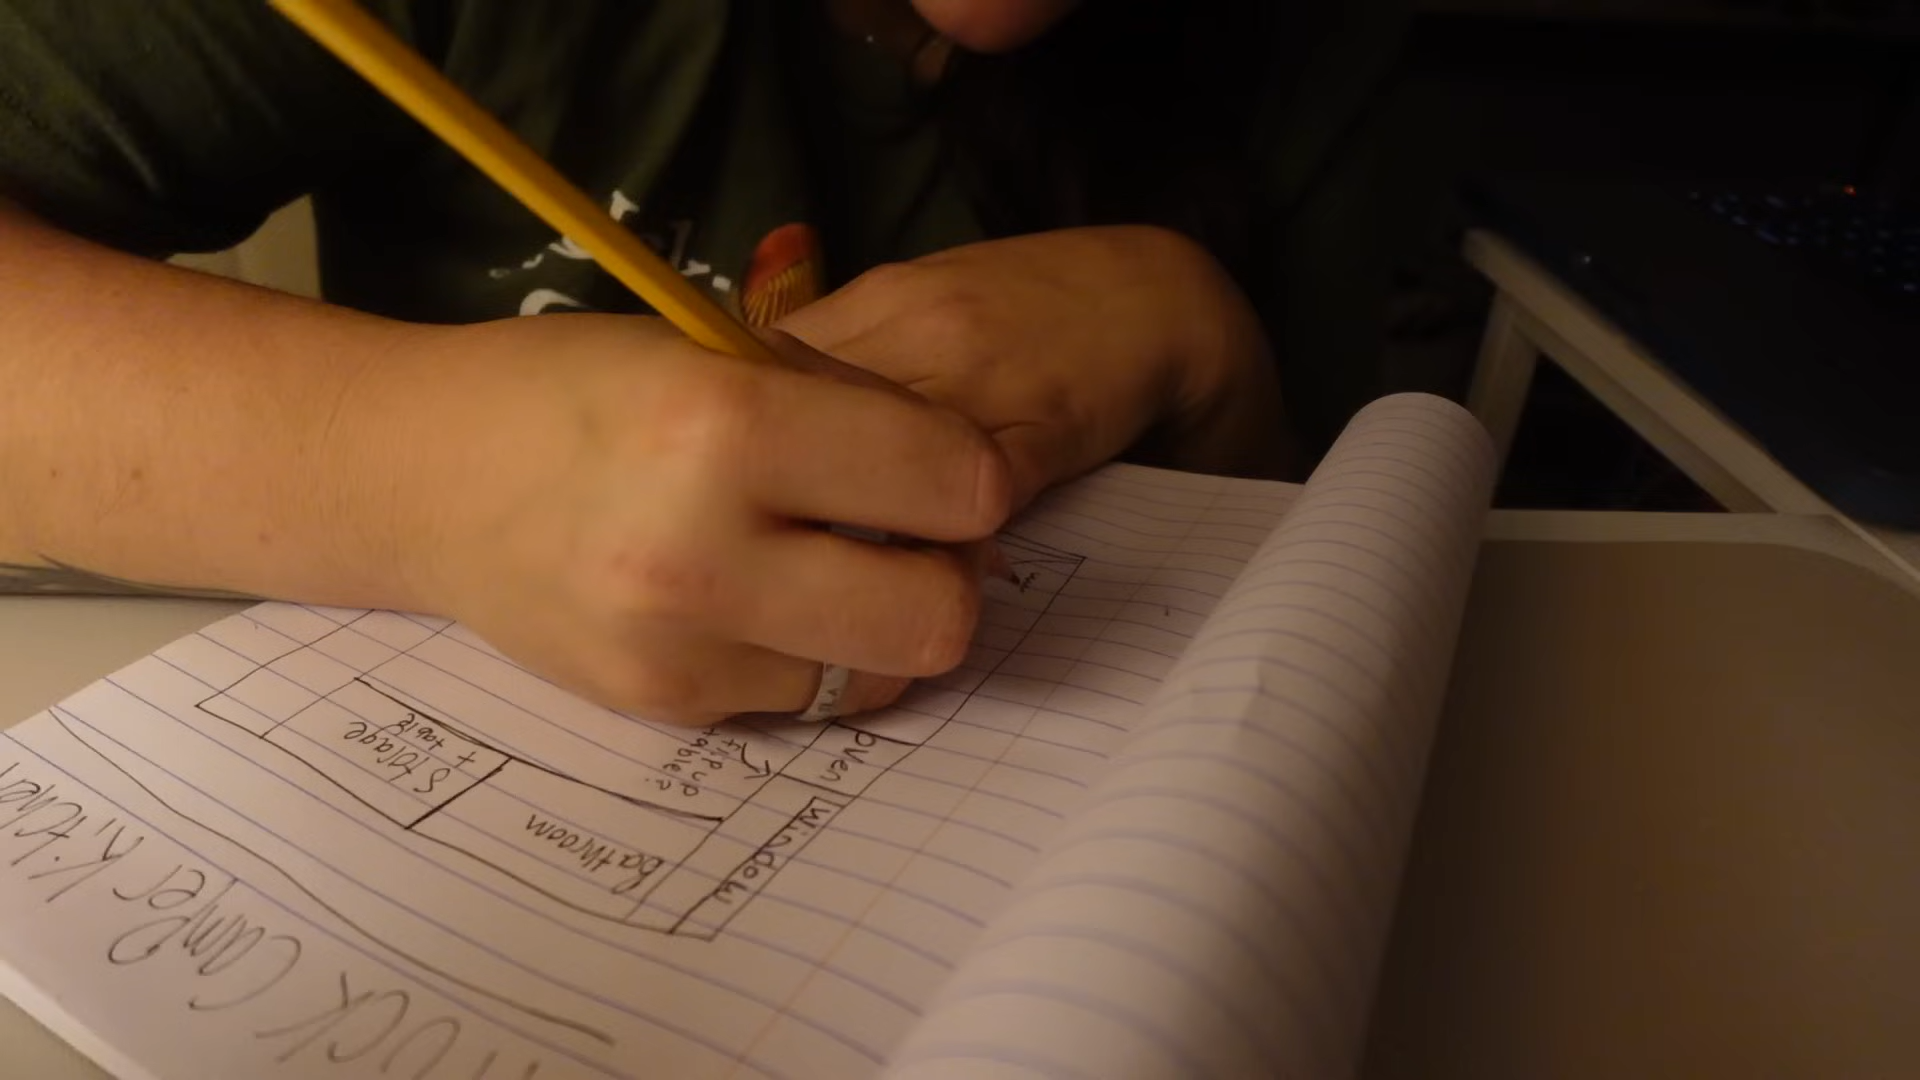 TRUCK Camper Kitchen
Bathroom
Storage
+ table
Window
oven
Flip up
table?